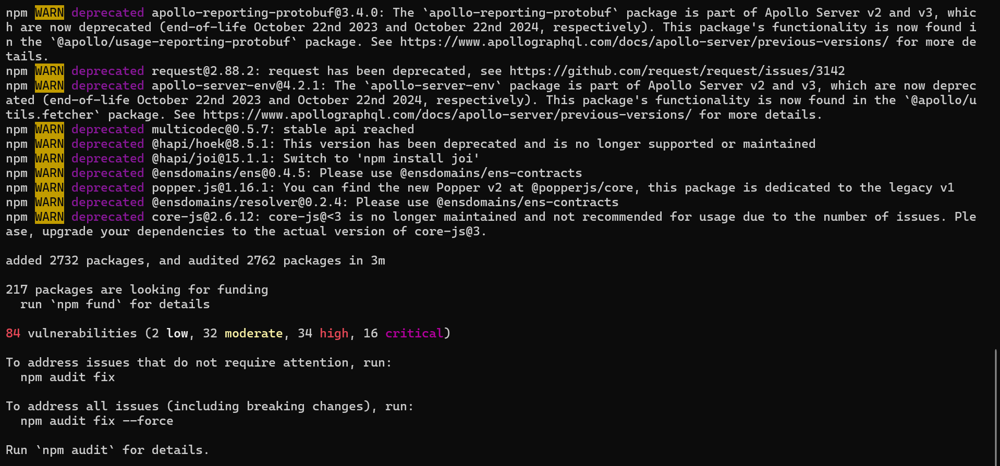 npm WARN deprecated apollo-reporting-protobuf@3.4.0: The `apollo-reporting-protobuf` package is part of Apollo Server v2 and v3, whic
h are now deprecated (end-of-life October 22nd 2023 and October 22nd 2024, respectively). This package's functionality is now found i
n the `@apollo/usage-reporting-protobuf` package. See https://www.apollographql.com/docs/apollo-server/previous-versions/ for more de
tails.
npm WARN deprecated request@2.88.2: request has been deprecated, see https://github.com/request/request/issues/3142
npm WARN deprecated apollo-server-env@4.2.1: The `apollo-server-env` package is part of Apollo Server v2 and v3, which are now deprec
ated (end-of-life October 22nd 2023 and October 22nd 2024, respectively). This package's functionality is now found in the `@apollo/u
tils.fetcher` package. See https://www.apollographql.com/docs/apollo-server/previous-versions/ for more details.
npm WARN deprecated multicodec@0.5.7: stable api reached
npm WARN deprecated @hapi/hoek@8.5.1: This version has been deprecated and is no longer supported or maintained
npm WARN deprecated @hapi/joi@15.1.1: Switch to 'npm install joi'
npm WARN deprecated @ensdomains/ens@0.4.5: Please use @ensdomains/ens-contracts
npm WARN deprecated popper.js@1.16.1: You can find the new Popper v2 at @popperjs/core, this package is dedicated to the legacy v1
npm WARN deprecated @ensdomains/resolver@0.2.4: Please use @ensdomains/ens-contracts
npm WARN deprecated core-js@2.6.12: core-js@<3 is no longer maintained and not recommended for usage due to the number of issues. Ple
ase, upgrade your dependencies to the actual version of core-js@3.
added 2732 packages, and audited 2762 packages in 3m
217 packages are looking for funding
run `npm fund` for details
84 vulnerabilities (2 low, 32 moderate, 34 high, 16 critical)
To address issues that do not require attention, run:
npm audit fix
To address all issues (including breaking changes), run:
npm audit fix --force
Run `npm audit` for details.